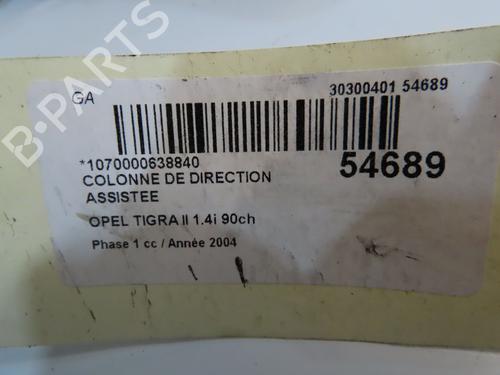 GA
30300401 54689
*1070000638840
54689
COLONNE DE DIRECTION
ASSISTEE
OPEL TIGRA II 1.4i 90ch
Phase 1 cc / Année 2004
B-PARTS